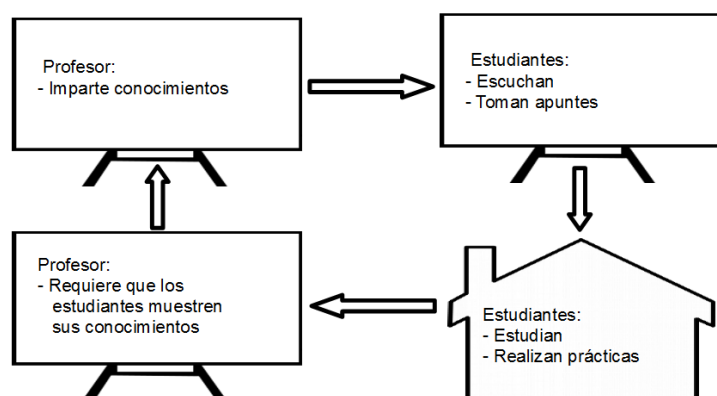 Profesor:
- Imparte conocimientos
Estudiantes:
- Escuchan
- Toman apuntes
Profesor:
- Requiere que los
estudiantes muestren
sus conocimientos
Estudiantes:
- Estudian
- Realizan prácticas